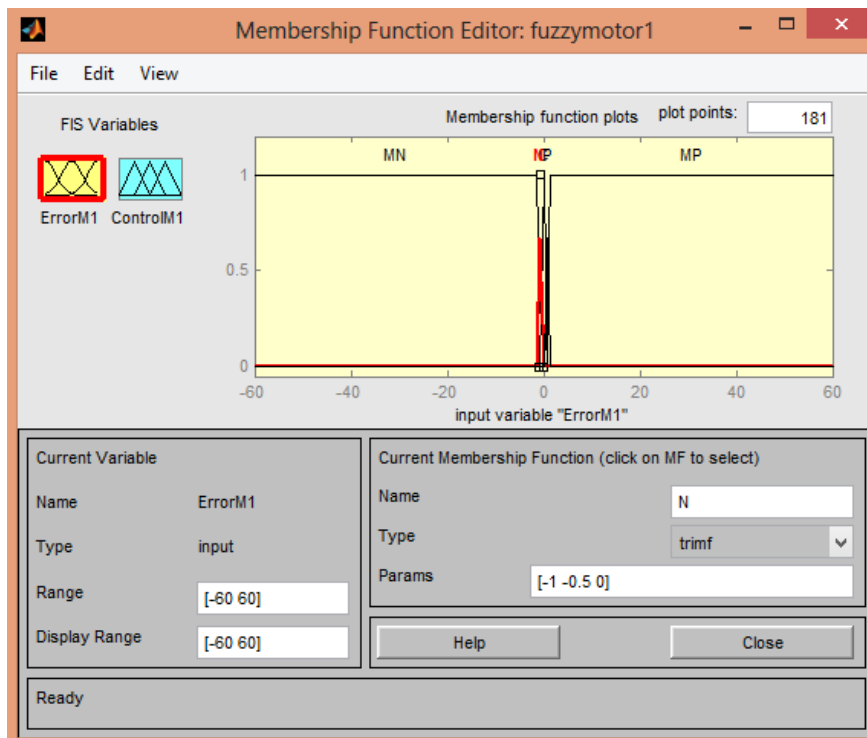 Membership Function Editor: fuzzymotor1
File Edit View
FIS Variables
Membership function plots plot points: 181
ErrorM1 ControlM1
MN MP
1
0.5
0
-60 -40 -20 0 20 40 60
input variable "ErrorM1"
Current Variable
Name ErrorM1
Type input
Range [-60 60]
Display Range [-60 60]
Current Membership Function (click on MF to select)
Name N
Type trimf
Params [-1 -0.5 0]
Help Close
Ready